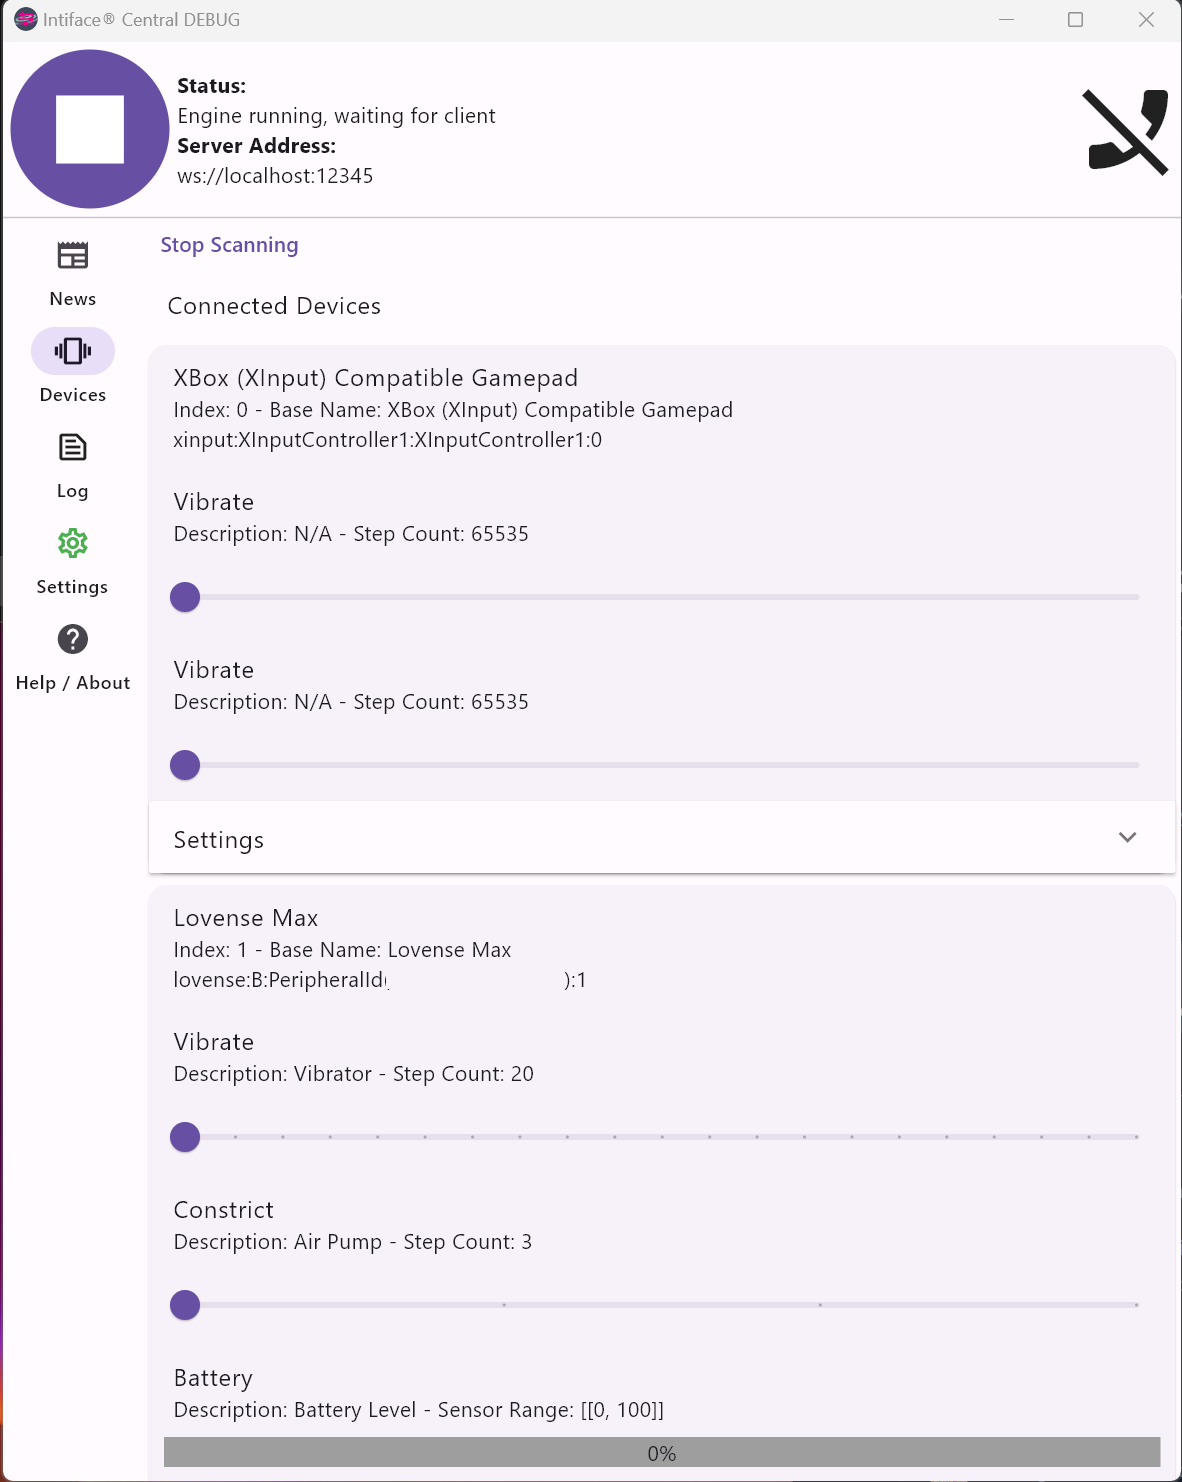 Intiface® Central DEBUG
Status:
Engine running, waiting for client
Server Address:
ws://localhost:12345
News
Devices
Log
Settings
Help / About
Stop Scanning
Connected Devices
XBox (XInput) Compatible Gamepad
Index: 0 - Base Name: XBox (XInput) Compatible Gamepad
xinput:XInputController1:XInputController1:0
Vibrate
Description: N/A - Step Count: 65535
Vibrate
Description: N/A - Step Count: 65535
Settings
Lovense Max
Index: 1 - Base Name: Lovense Max
lovense:B:PeripheralId( ):1
Vibrate
Description: Vibrator - Step Count: 20
Constrict
Description: Air Pump - Step Count: 3
Battery
Description: Battery Level - Sensor Range: [[0, 100]]
0%